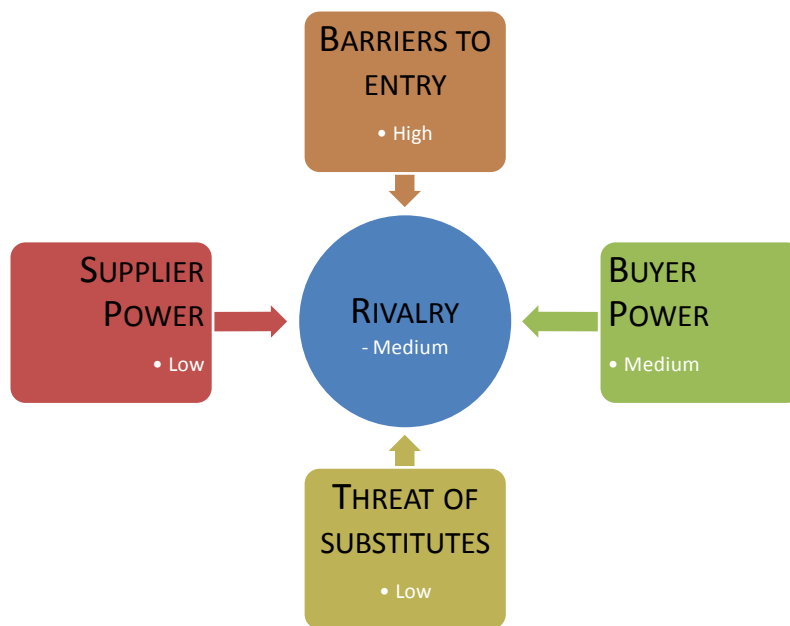 BARRIERS TO
ENTRY
• High
SUPPLIER
POWER
• Low
RIVALRY
- Medium
BUYER
POWER
• Medium
THREAT OF
SUBSTITUTES
• Low